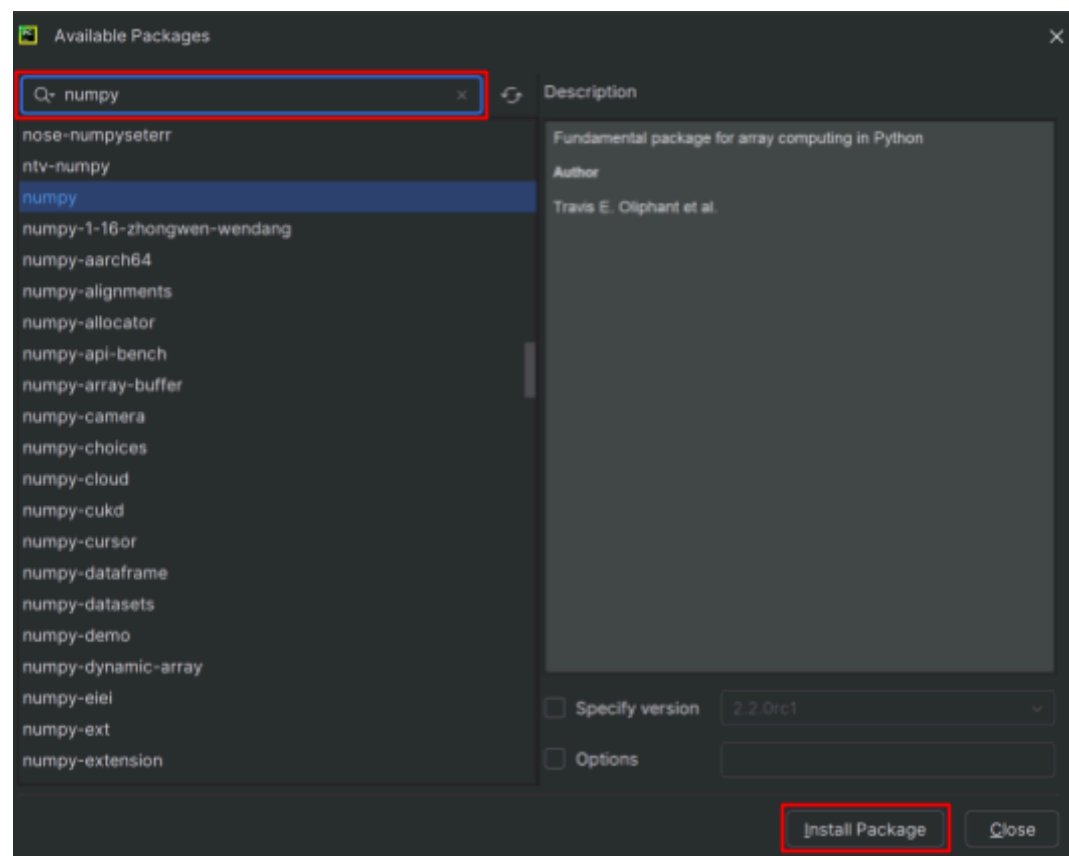 Available Packages
numpy
Description
nose-numpyseterr
ntv-numpy
numpy
numpy-1-16-zhongwen-wendang
numpy-aarch64
numpy-alignments
numpy-allocator
numpy-api-bench
numpy-array-buffer
numpy-camera
numpy-choices
numpy-cloud
numpy-cukd
numpy-cursor
numpy-dataframe
numpy-datasets
numpy-demo
numpy-dynamic-array
numpy-eiei
numpy-ext
numpy-extension
Fundamental package for array computing in Python
Author
Travis E. Oliphant et al.
Specify version 2.2.0rc1
Options
Install Package Close